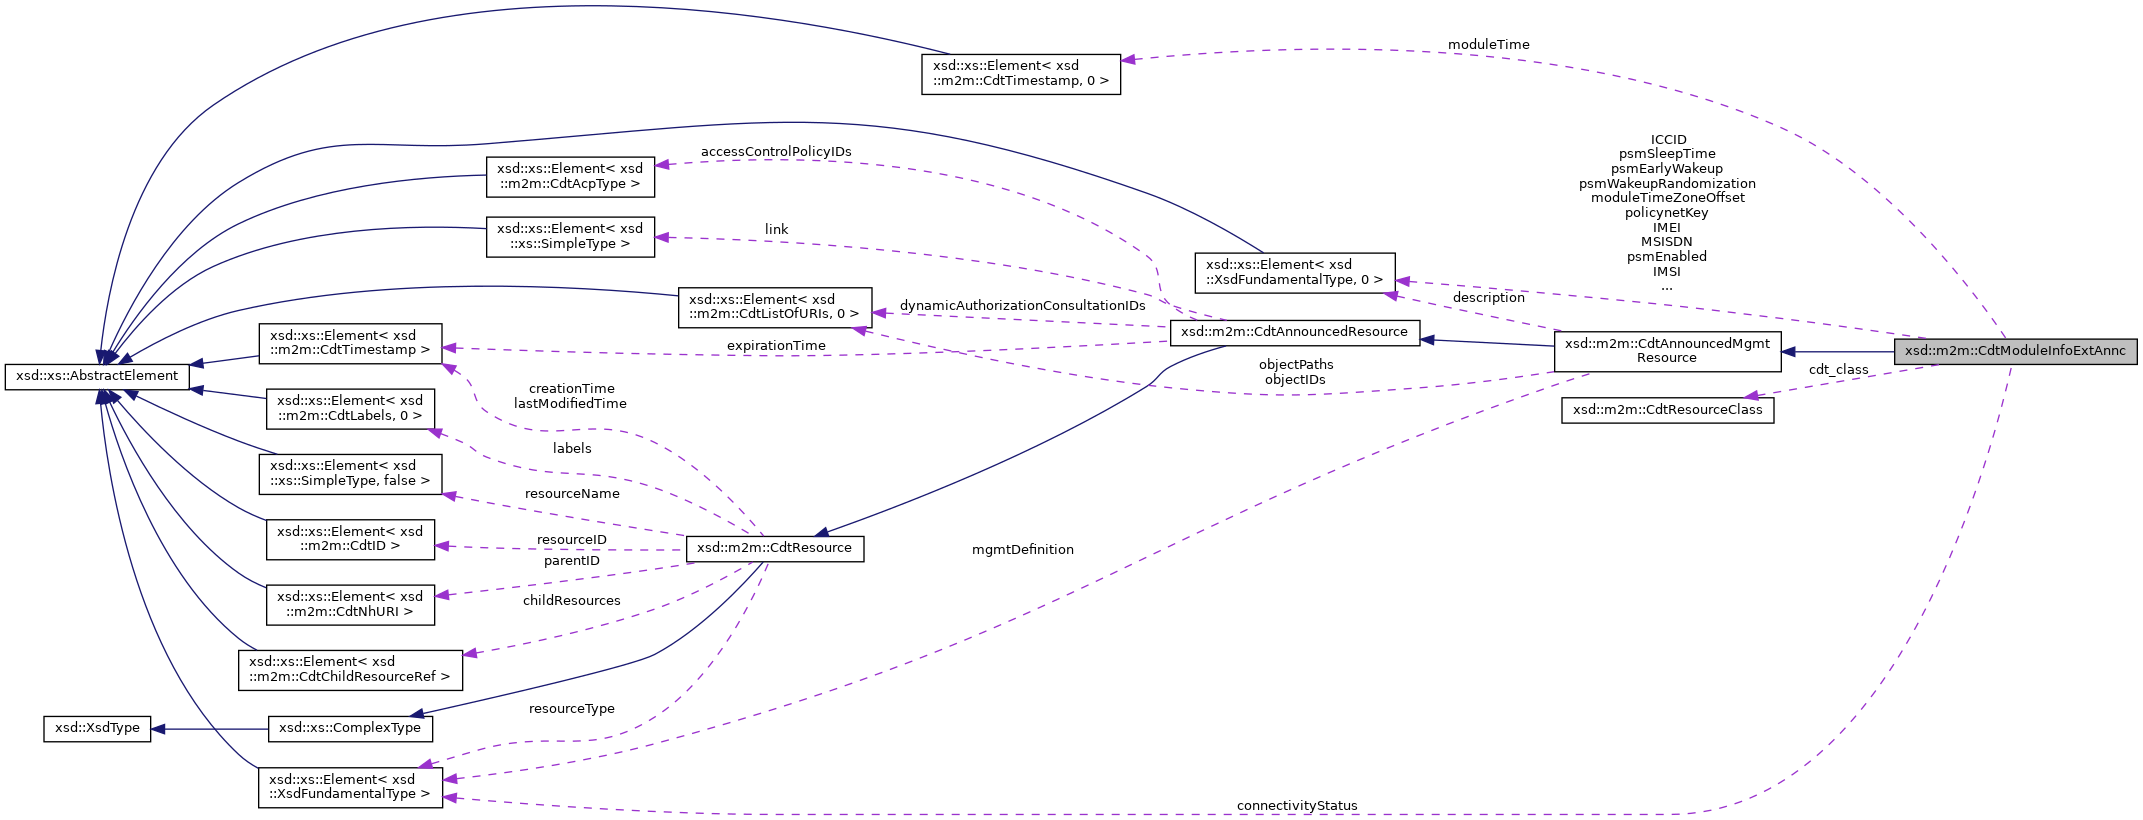 moduleTime
xsd::xs::Element< xsd
::m2m::CdtTimestamp, 0 >
ICCID
psmSleepTime
psmEarlyWakeup
psmWakeupRandomization
moduleTimeZoneOffset
policynetKey
IMEI
MSISDN
psmEnabled
IMSI
...
accessControlPolicyIDs
xsd::xs::Element< xsd
::m2m::CdtAcpType >
link
xsd::xs::Element< xsd
::xs::SimpleType >
xsd::xs::Element< xsd
::XsdFundamentalType, 0 >
description
xsd::xs::Element< xsd
::m2m::CdtListOfURIs, 0 >
dynamicAuthorizationConsultationIDs
xsd::m2m::CdtAnnouncedResource
xsd::m2m::CdtAnnouncedMgmt
Resource
xsd::m2m::CdtModuleInfoExtAnnc
xsd::xs::Element< xsd
::m2m::CdtTimestamp >
expirationTime
objectPaths
objectIDs
cdt_class
xsd::xs::AbstractElement
creationTime
lastModifiedTime
xsd::xs::Element< xsd
::m2m::CdtLabels, 0 >
xsd::m2m::CdtResourceClass
labels
xsd::xs::Element< xsd
::xs::SimpleType, false >
resourceName
xsd::xs::Element< xsd
::m2m::CdtID >
resourceID
xsd::m2m::CdtResource
mgmtDefinition
parentID
xsd::xs::Element< xsd
::m2m::CdtNhURI >
childResources
xsd::xs::Element< xsd
::m2m::CdtChildResourceRef >
resourceType
xsd::XsdType
xsd::xs::ComplexType
xsd::xs::Element< xsd
::XsdFundamentalType >
connectivityStatus